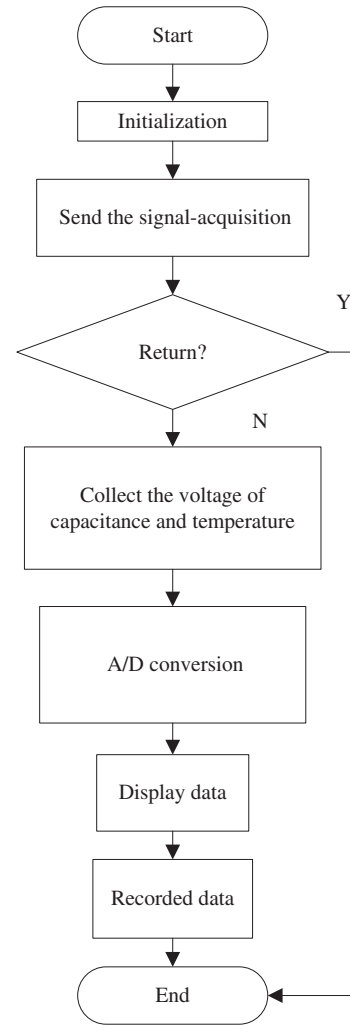 Start
Initialization
Send the signal-acquisition
Y
Return?
N
Collect the voltage of
capacitance and temperature
A/D conversion
Display data
Recorded data
End